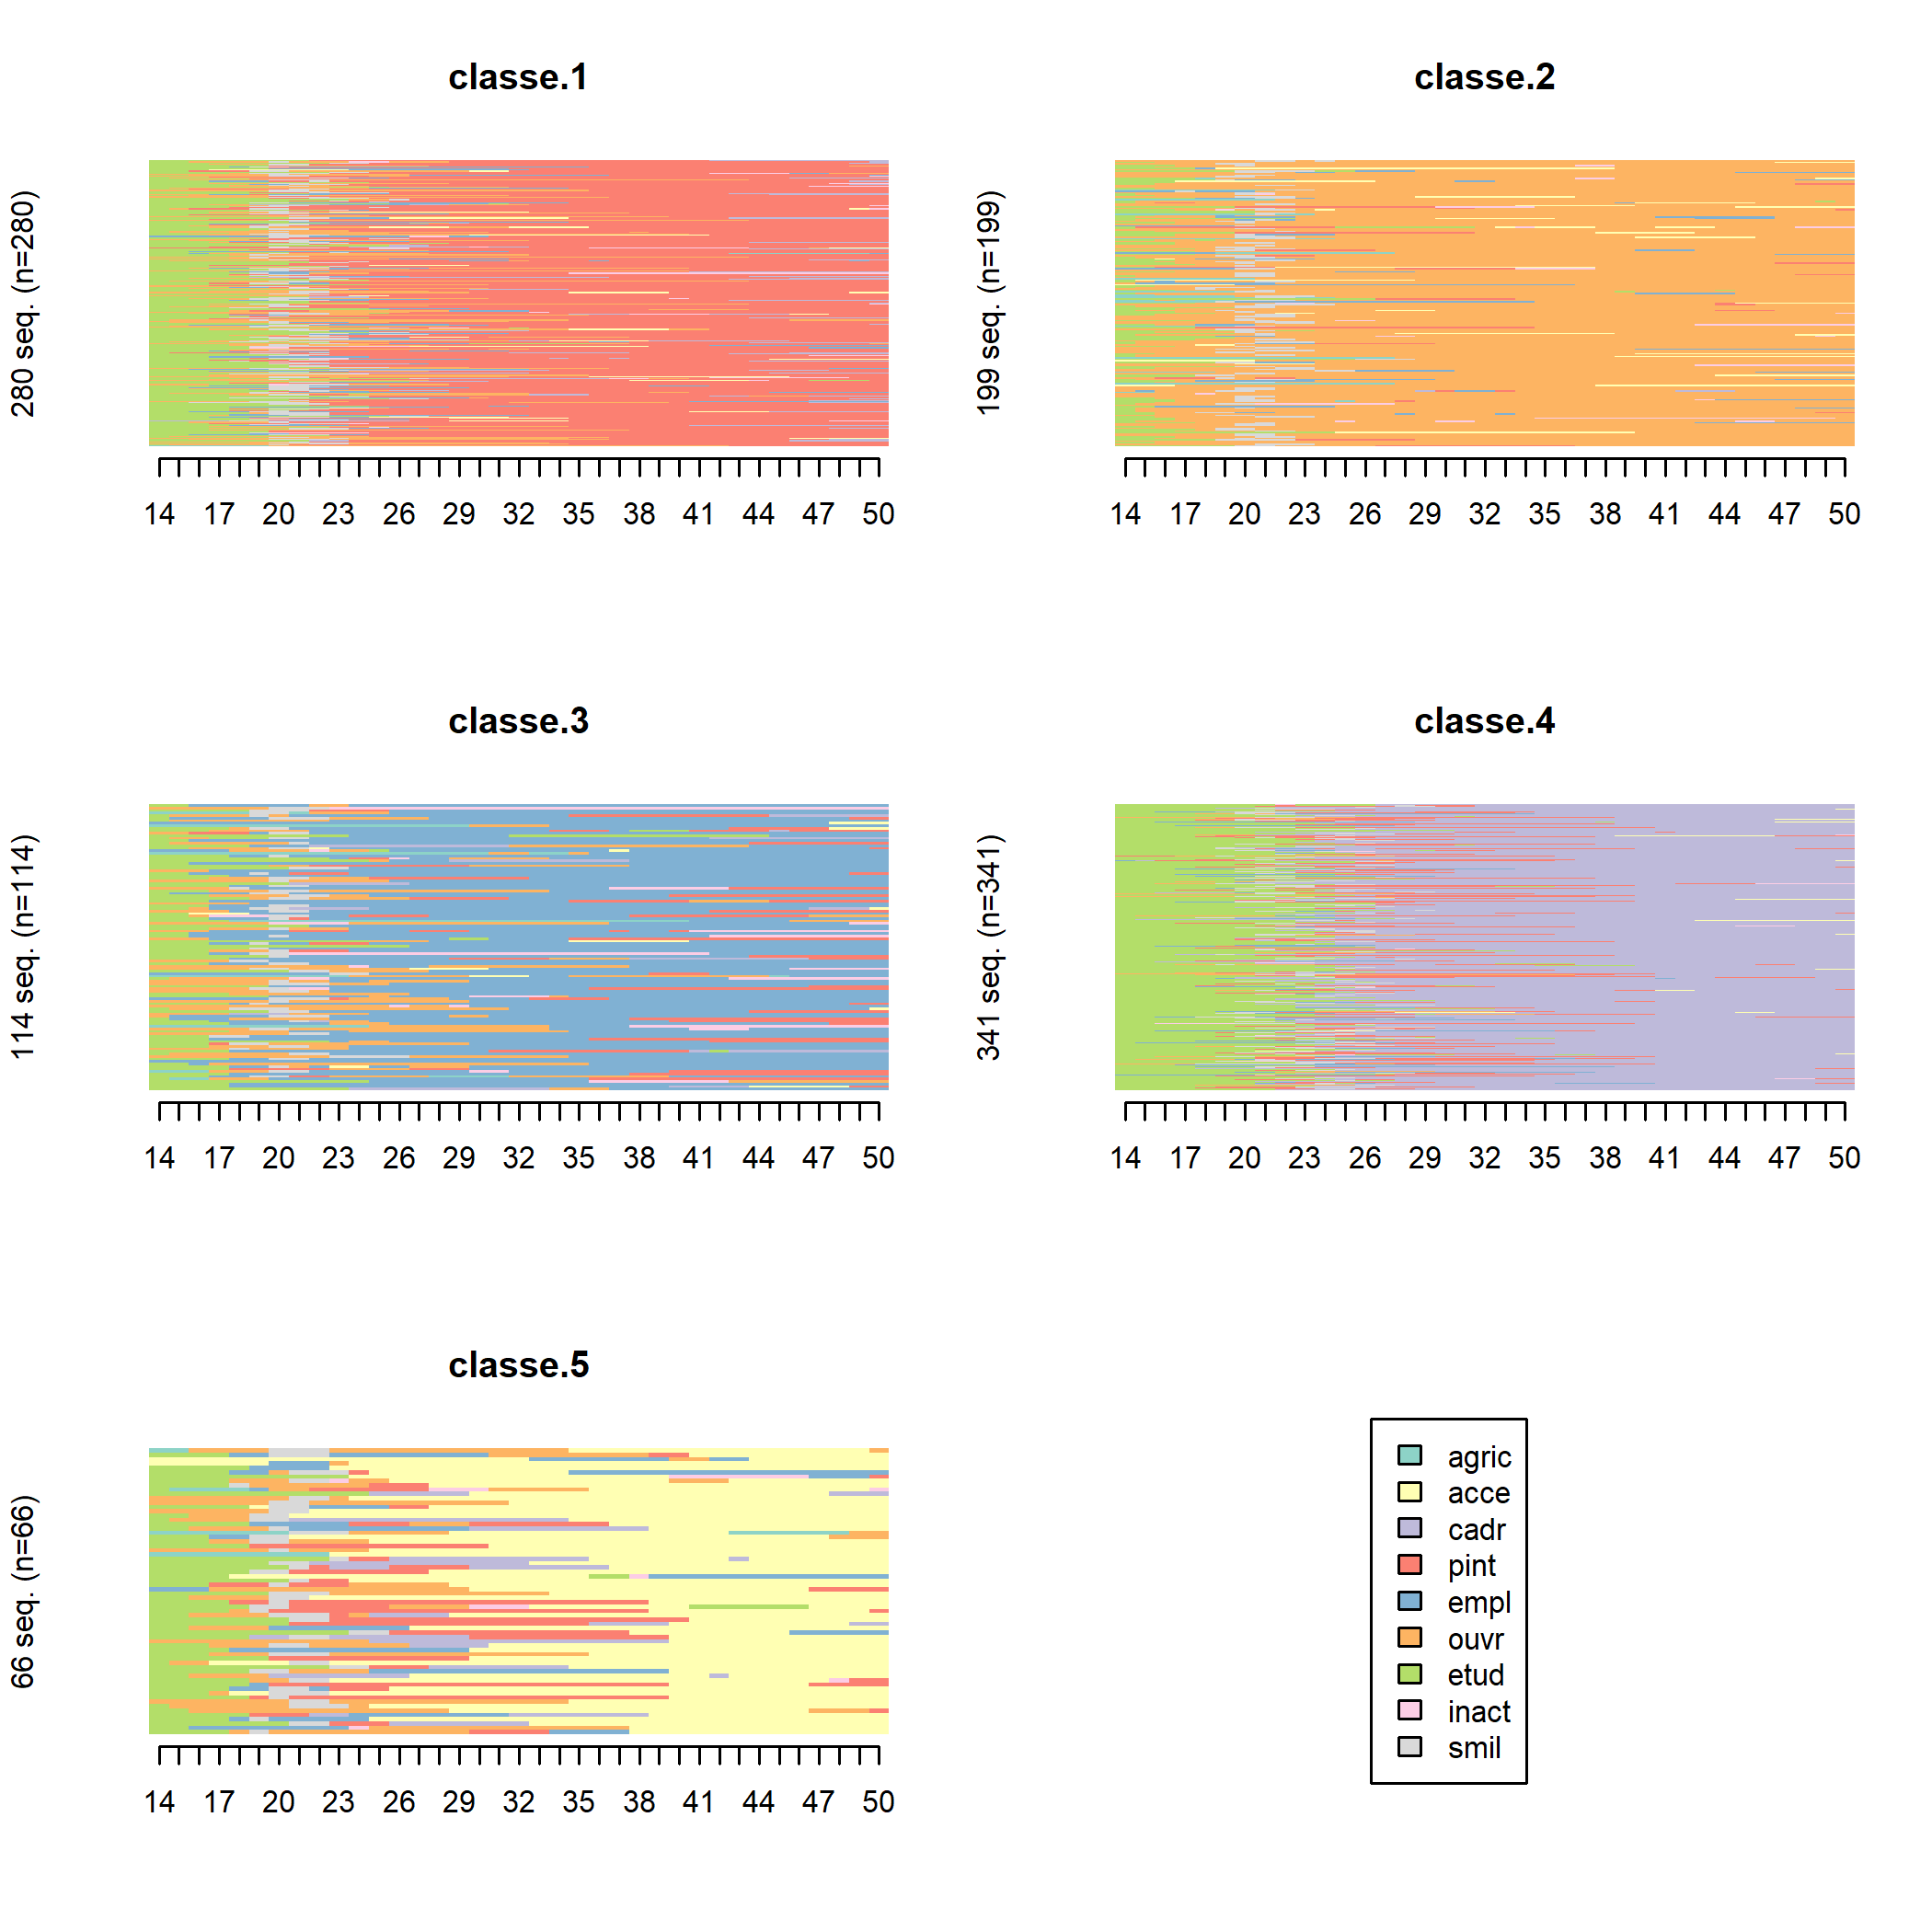 classe.1
280 seq. (n=280)
14 17 20 23 26 29 32 35 38 41 44 47 50
classe.2
199 seq. (n=199)
14 17 20 23 26 29 32 35 38 41 44 47 50
classe.3
114 seq. (n=114)
14 17 20 23 26 29 32 35 38 41 44 47 50
classe.4
341 seq. (n=341)
14 17 20 23 26 29 32 35 38 41 44 47 50
classe.5
66 seq. (n=66)
14 17 20 23 26 29 32 35 38 41 44 47 50
agric
acce
cadr
pint
empl
ouvr
etud
inact
smil